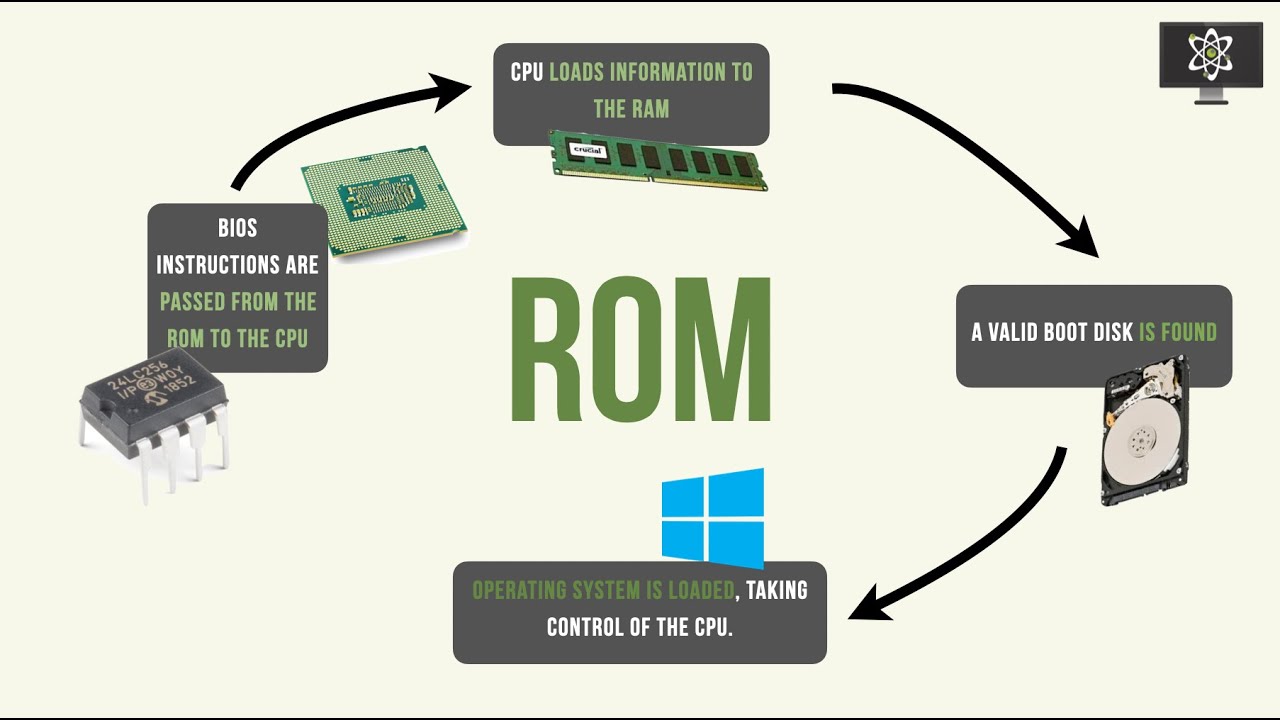 CPU LOADS INFORMATION TO
THE RAM
crucial
BIOS
INSTRUCTIONS ARE
PASSED FROM THE
ROM TO THE CPU
24LC256
I/P WOY
1852
ROM
A VALID BOOT DISK IS FOUND
OPERATING SYSTEM IS LOADED, TAKING
CONTROL OF THE CPU.